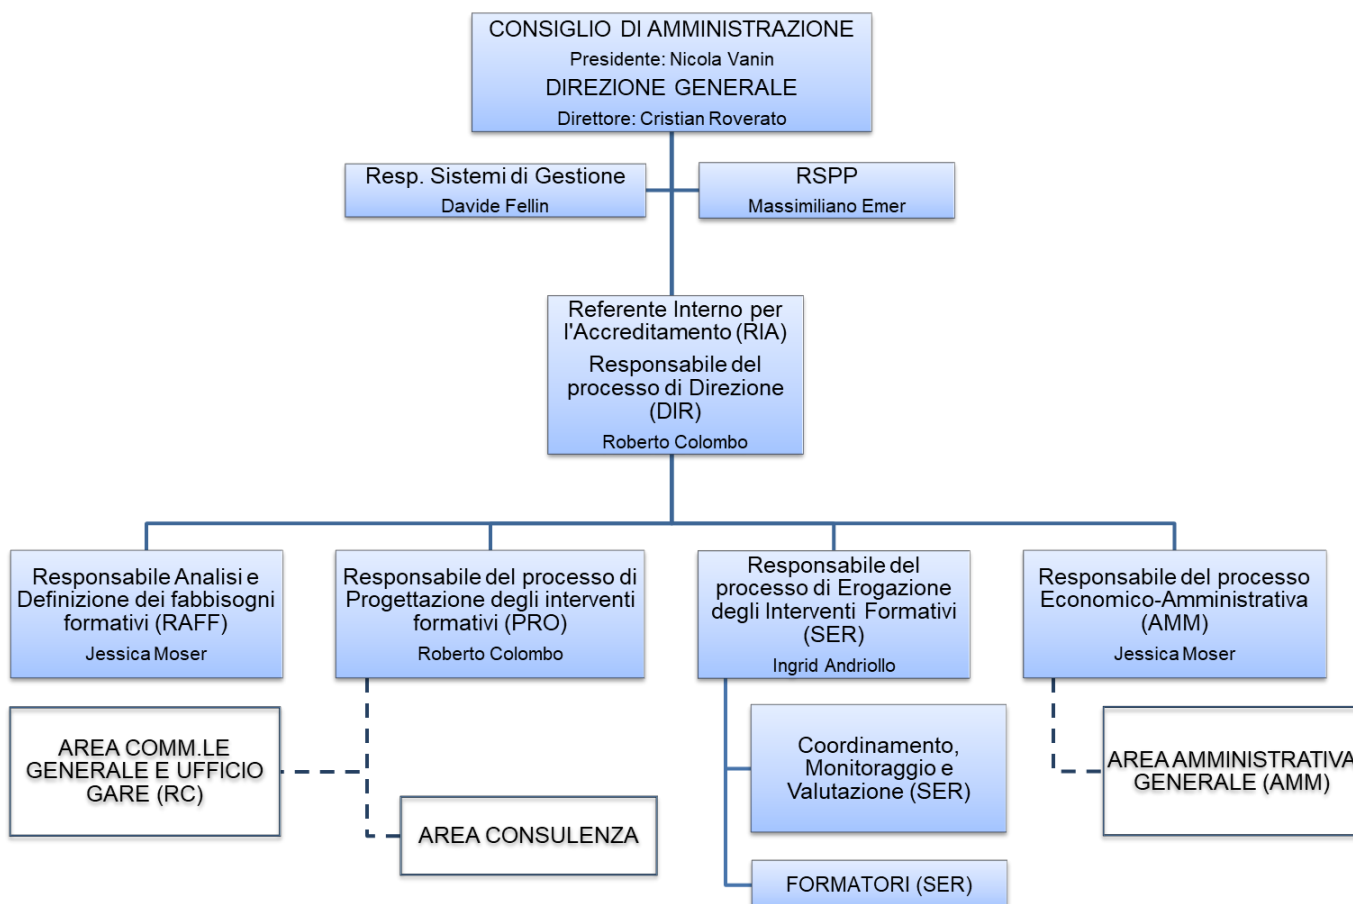 CONSIGLIO DI AMMINISTRAZIONE
Presidente: Nicola Vanin
DIREZIONE GENERALE
Direttore: Cristian Roverato
Resp. Sistemi di Gestione
Davide Fellin
RSPP
Massimiliano Emer
Referente Interno per
l'Accreditamento (RIA)
Responsabile del
processo di Direzione
(DIR)
Roberto Colombo
Responsabile Analisi e
Definizione dei fabbisogni
formativi (RAFF)
Jessica Moser
Responsabile del processo di
Progettazione degli interventi
formativi (PRO)
Roberto Colombo
Responsabile del
processo di Erogazione
degli Interventi Formativi
(SER)
Ingrid Andriollo
Responsabile del processo
Economico-Amministrativa
(AMM)
Jessica Moser
AREA COMM.LE
GENERALE E UFFICIO
GARE (RC)
AREA CONSULENZA
Coordinamento,
Monitoraggio e
Valutazione (SER)
FORMATORI (SER)
AREA AMMINISTRATIVA
GENERALE (AMM)